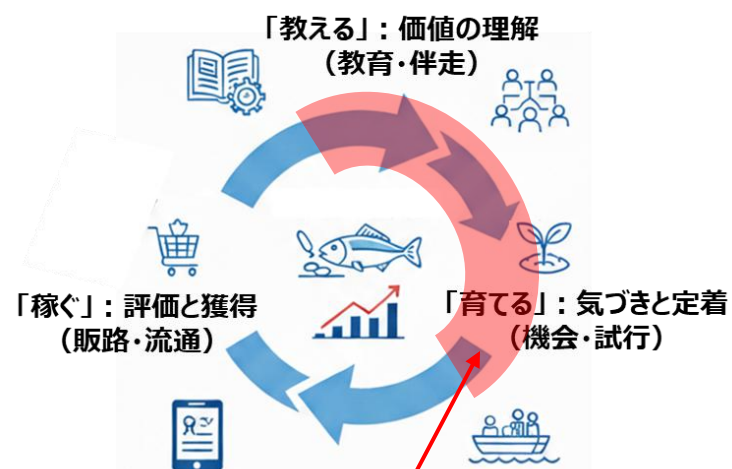 「教える」：価値の理解
（教育・伴走）
「稼ぐ」：評価と獲得
（販路・流通）
「育てる」：気づきと定着
（機会・試行）